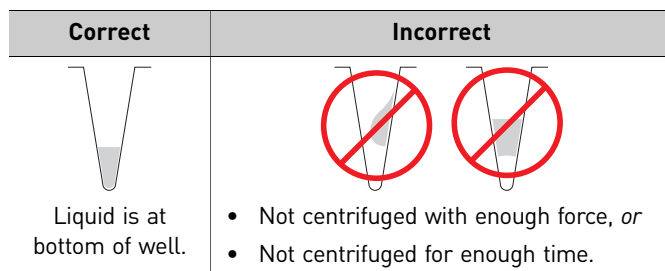 Correct
Incorrect
Liquid is at
bottom of well.
• Not centrifuged with enough force, or
• Not centrifuged for enough time.